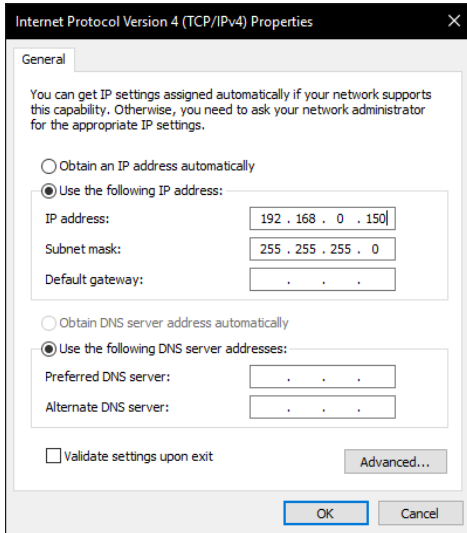 Internet Protocol Version 4 (TCP/IPv4) Properties
General
You can get IP settings assigned automatically if your network supports
this capability. Otherwise, you need to ask your network administrator
for the appropriate IP settings.
Obtain an IP address automatically
Use the following IP address:
IP address: 192 . 168 . 0 . 150
Subnet mask: 255 . 255 . 255 . 0
Default gateway: . . .
Obtain DNS server address automatically
Use the following DNS server addresses:
Preferred DNS server: . . .
Alternate DNS server: . . .
Validate settings upon exit
Advanced...
OK Cancel